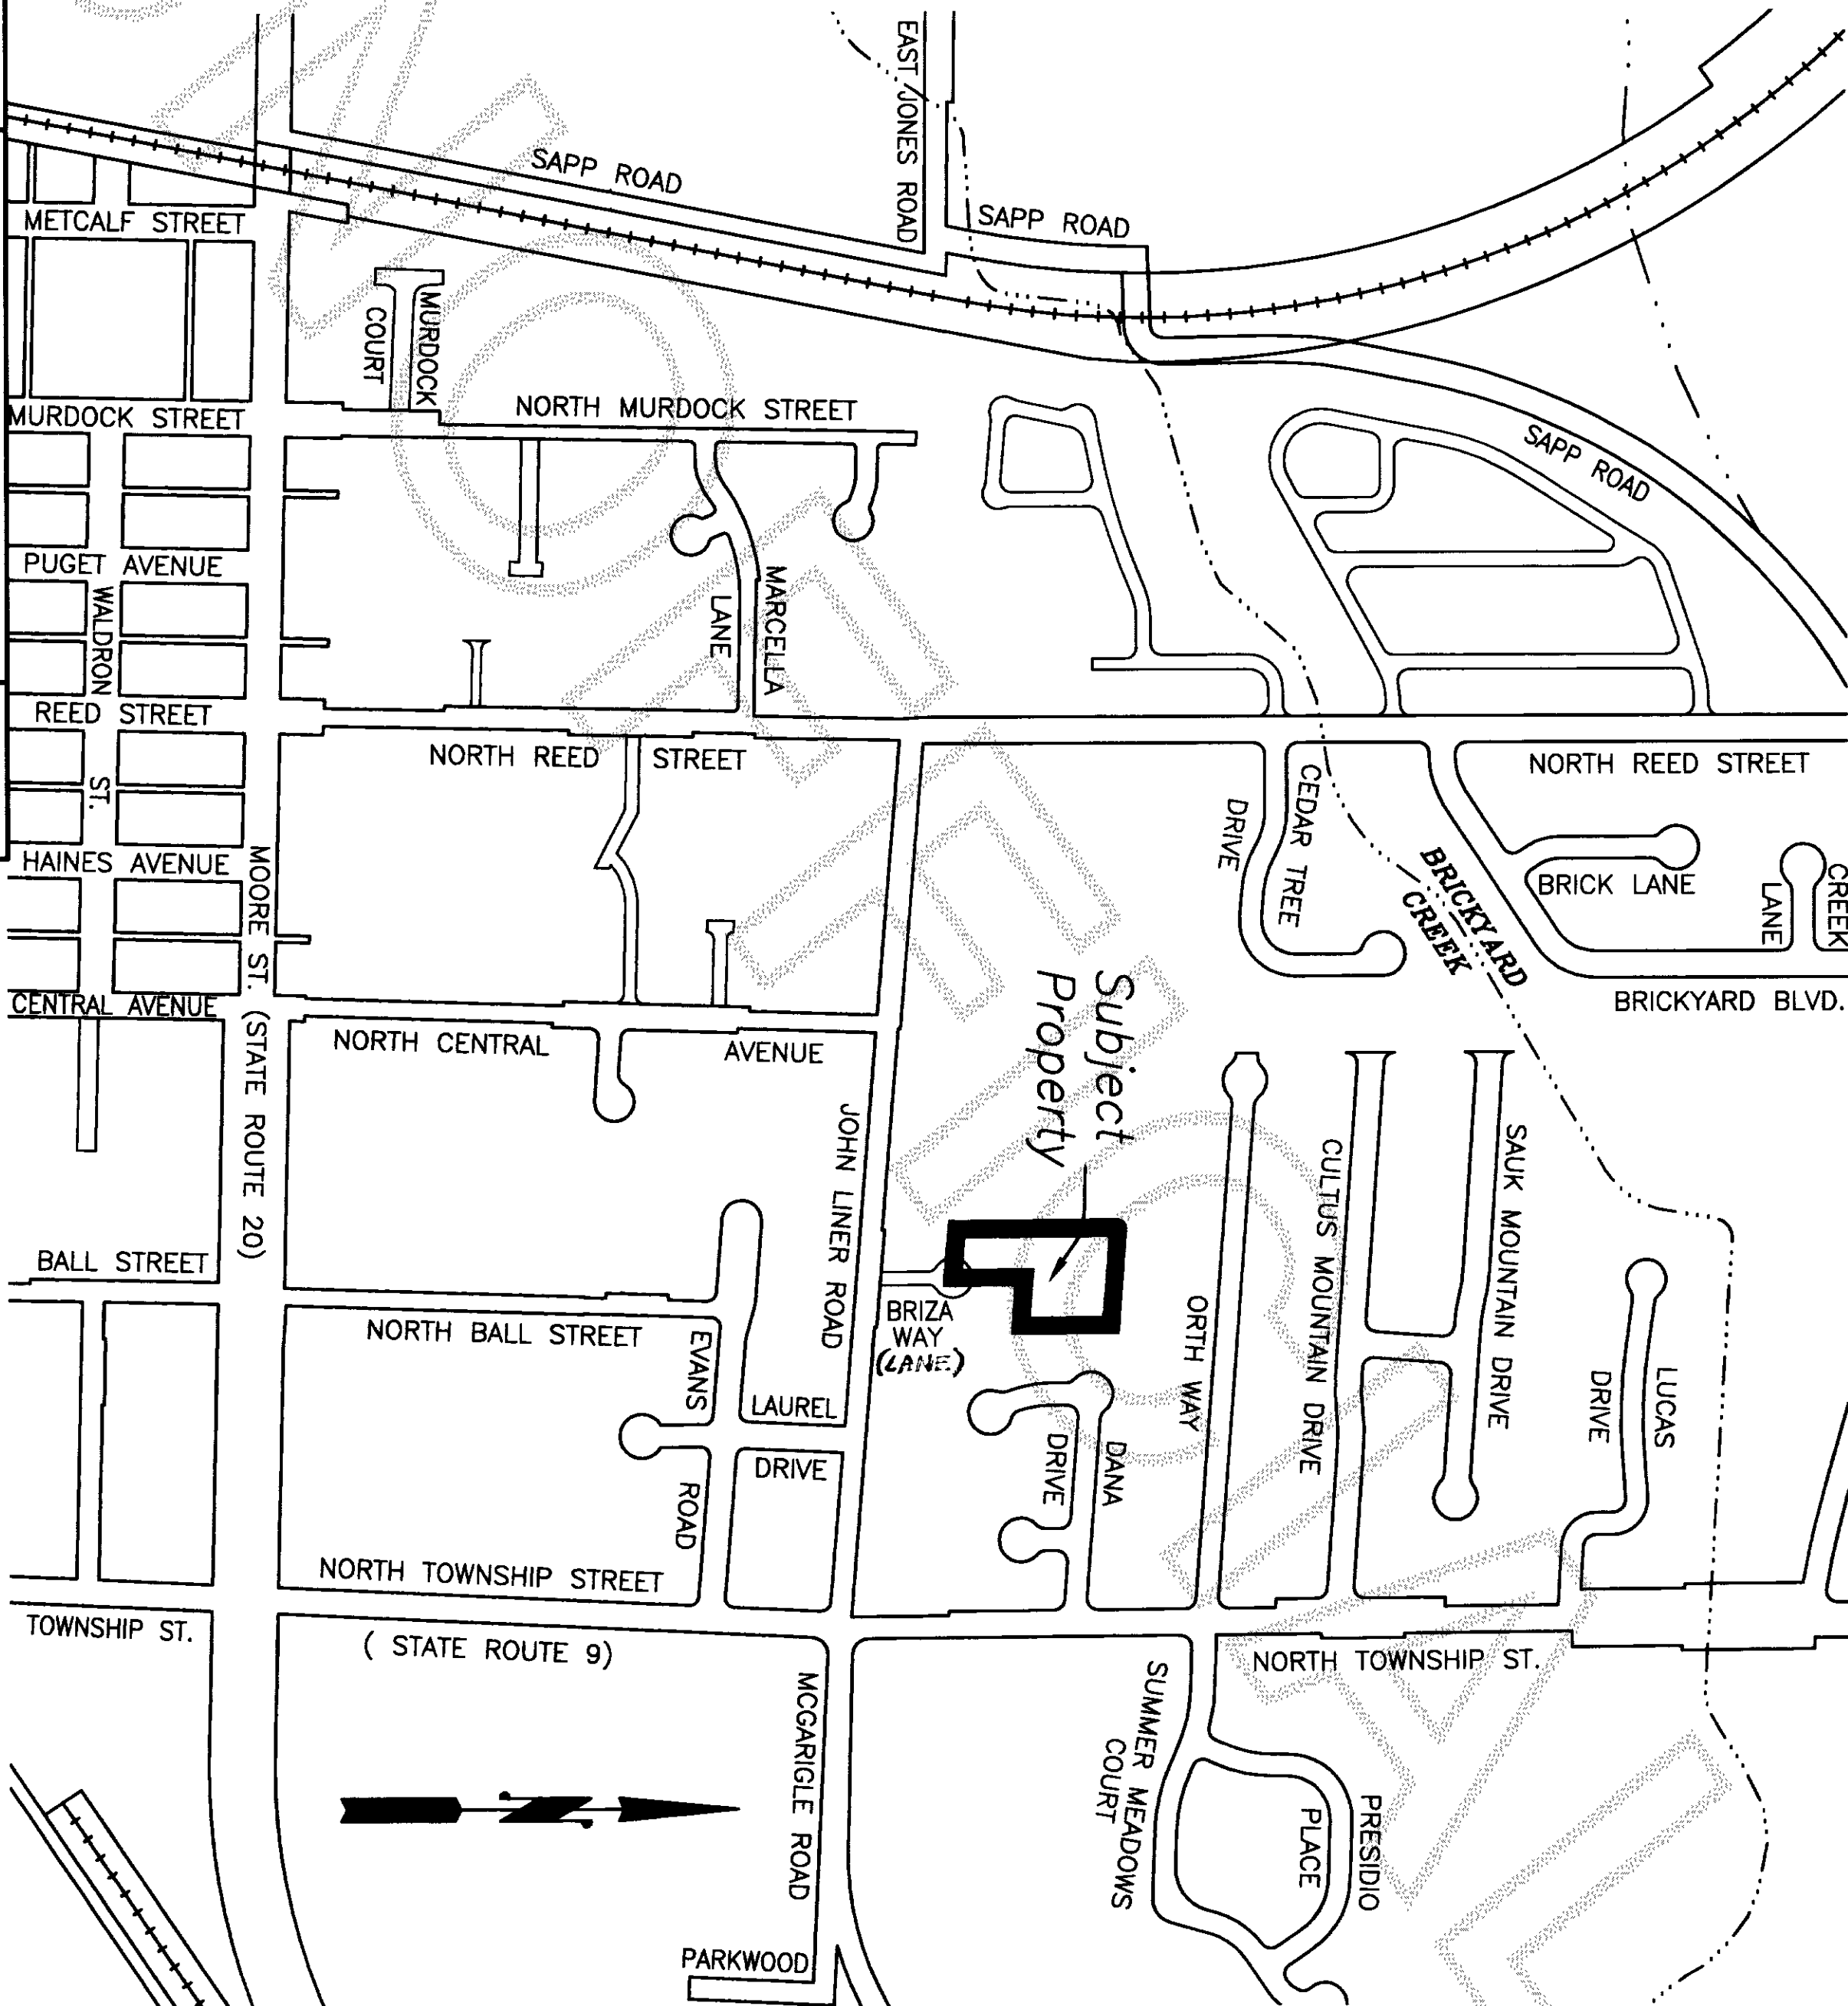 EAST JONES ROAD
SAPP ROAD
SAPP ROAD
METCALF STREET
MURDOCK
COURT
MURDOCK STREET
NORTH MURDOCK STREET
SAPP ROAD
PUGET AVENUE
WALDRON
ST.
MARCELLA
LANE
REED STREET
NORTH REED STREET
NORTH REED STREET
CEDAR TREE
DRIVE
HAINES AVENUE
MOORE ST. (STATE ROUTE 20)
BRICKYARD
CREEK
BRICK LANE
CREEK
LANE
CENTRAL AVENUE
BRICKYARD BLVD.
NORTH CENTRAL AVENUE
Subject
Property
JOHN LINER ROAD
CULTUS MOUNTAIN DRIVE
SAUK MOUNTAIN DRIVE
BALL STREET
NORTH BALL STREET
BRIZA
WAY
(LANE)
ORTH WAY
EVANS
ROAD
LAUREL
DRIVE
DANA
DRIVE
LUCAS
DRIVE
NORTH TOWNSHIP STREET
TOWNSHIP ST.
( STATE ROUTE 9)
NORTH TOWNSHIP ST.
MCGARIGLE ROAD
SUMMER MEADOWS
COURT
PRESIDIO
PLACE
PARKWOOD